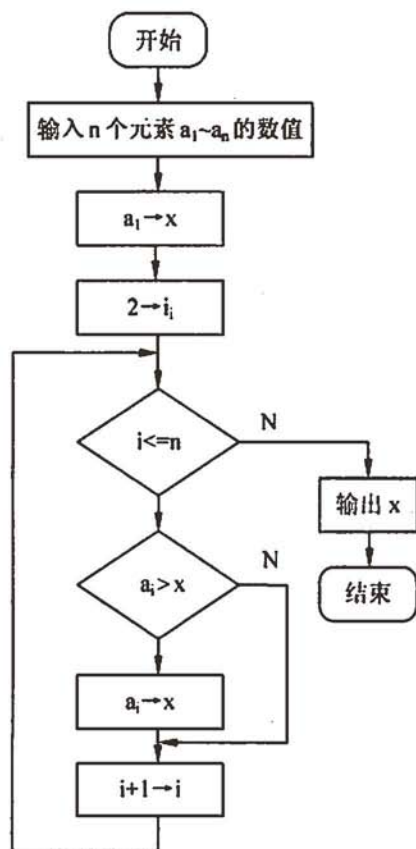 开始
输入n个元素a₁~aₙ的数值
a₁→x
2→iᵢ
i<=n
N
输出x
结束
aᵢ>x
N
aᵢ→x
i+1→i